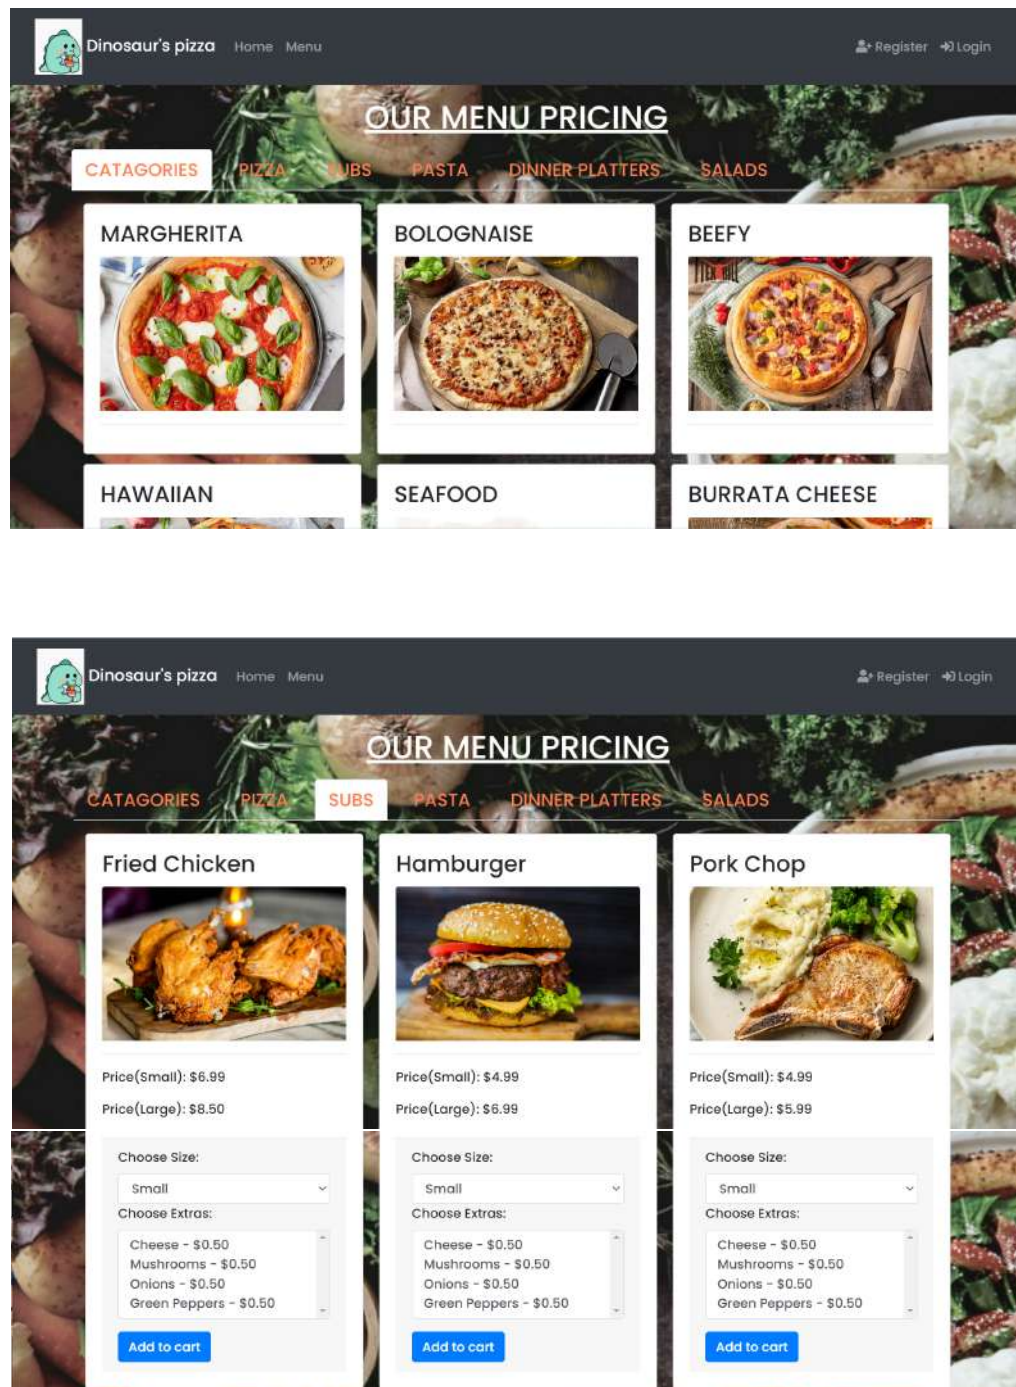 Dinosaur's pizza Home Menu Register Login
OUR MENU PRICING
CATAGORIES PIZZA SUBS PASTA DINNER PLATTERS SALADS
MARGHERITA BOLOGNAISE BEEFY
HAWAIIAN SEAFOOD BURRATA CHEESE
Dinosaur's pizza Home Menu Register Login
OUR MENU PRICING
CATAGORIES PIZZA SUBS PASTA DINNER PLATTERS SALADS
Fried Chicken Hamburger Pork Chop
Price(Small): $6.99 Price(Small): $4.99 Price(Small): $4.99
Price(Large): $8.50 Price(Large): $6.99 Price(Large): $5.99
Choose Size: Choose Size: Choose Size:
Small Small Small
Choose Extras: Choose Extras: Choose Extras:
Cheese - $0.50 Cheese - $0.50 Cheese - $0.50
Mushrooms - $0.50 Mushrooms - $0.50 Mushrooms - $0.50
Onions - $0.50 Onions - $0.50 Onions - $0.50
Green Peppers - $0.50 Green Peppers - $0.50 Green Peppers - $0.50
Add to cart Add to cart Add to cart